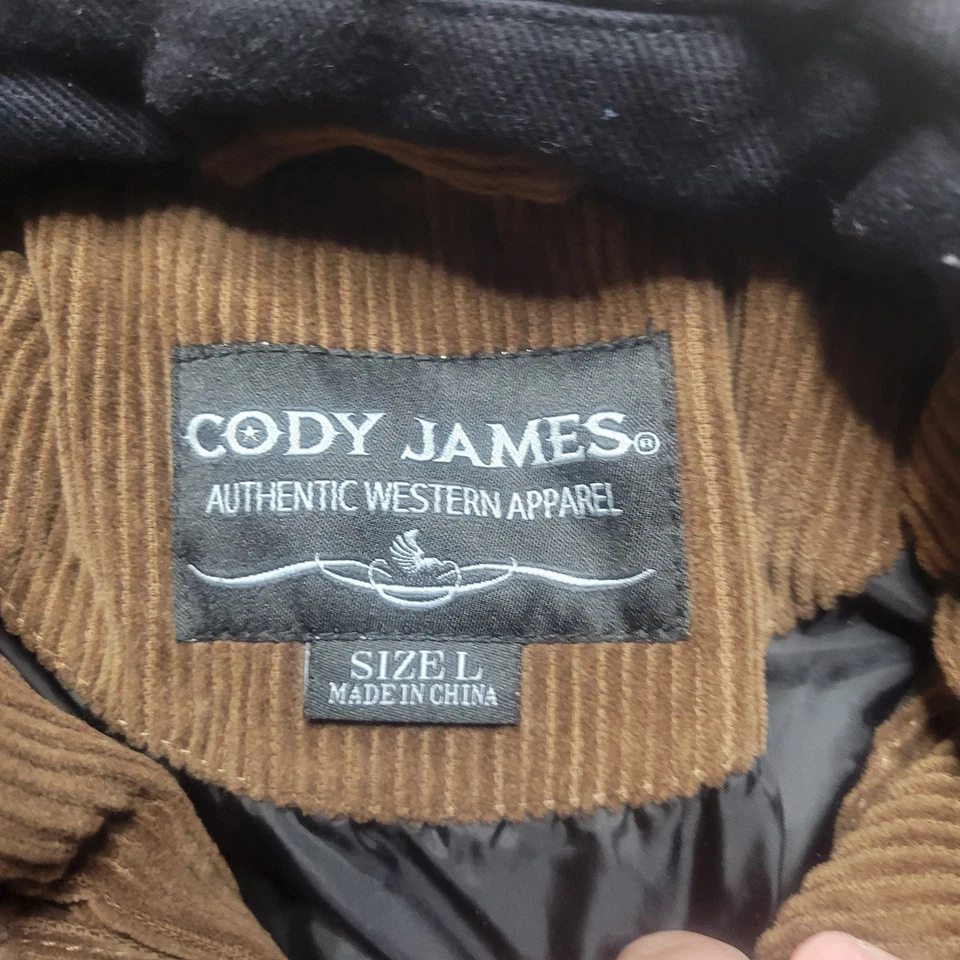 CODY JAMES®
AUTHENTIC WESTERN APPAREL
SIZE L
MADE IN CHINA